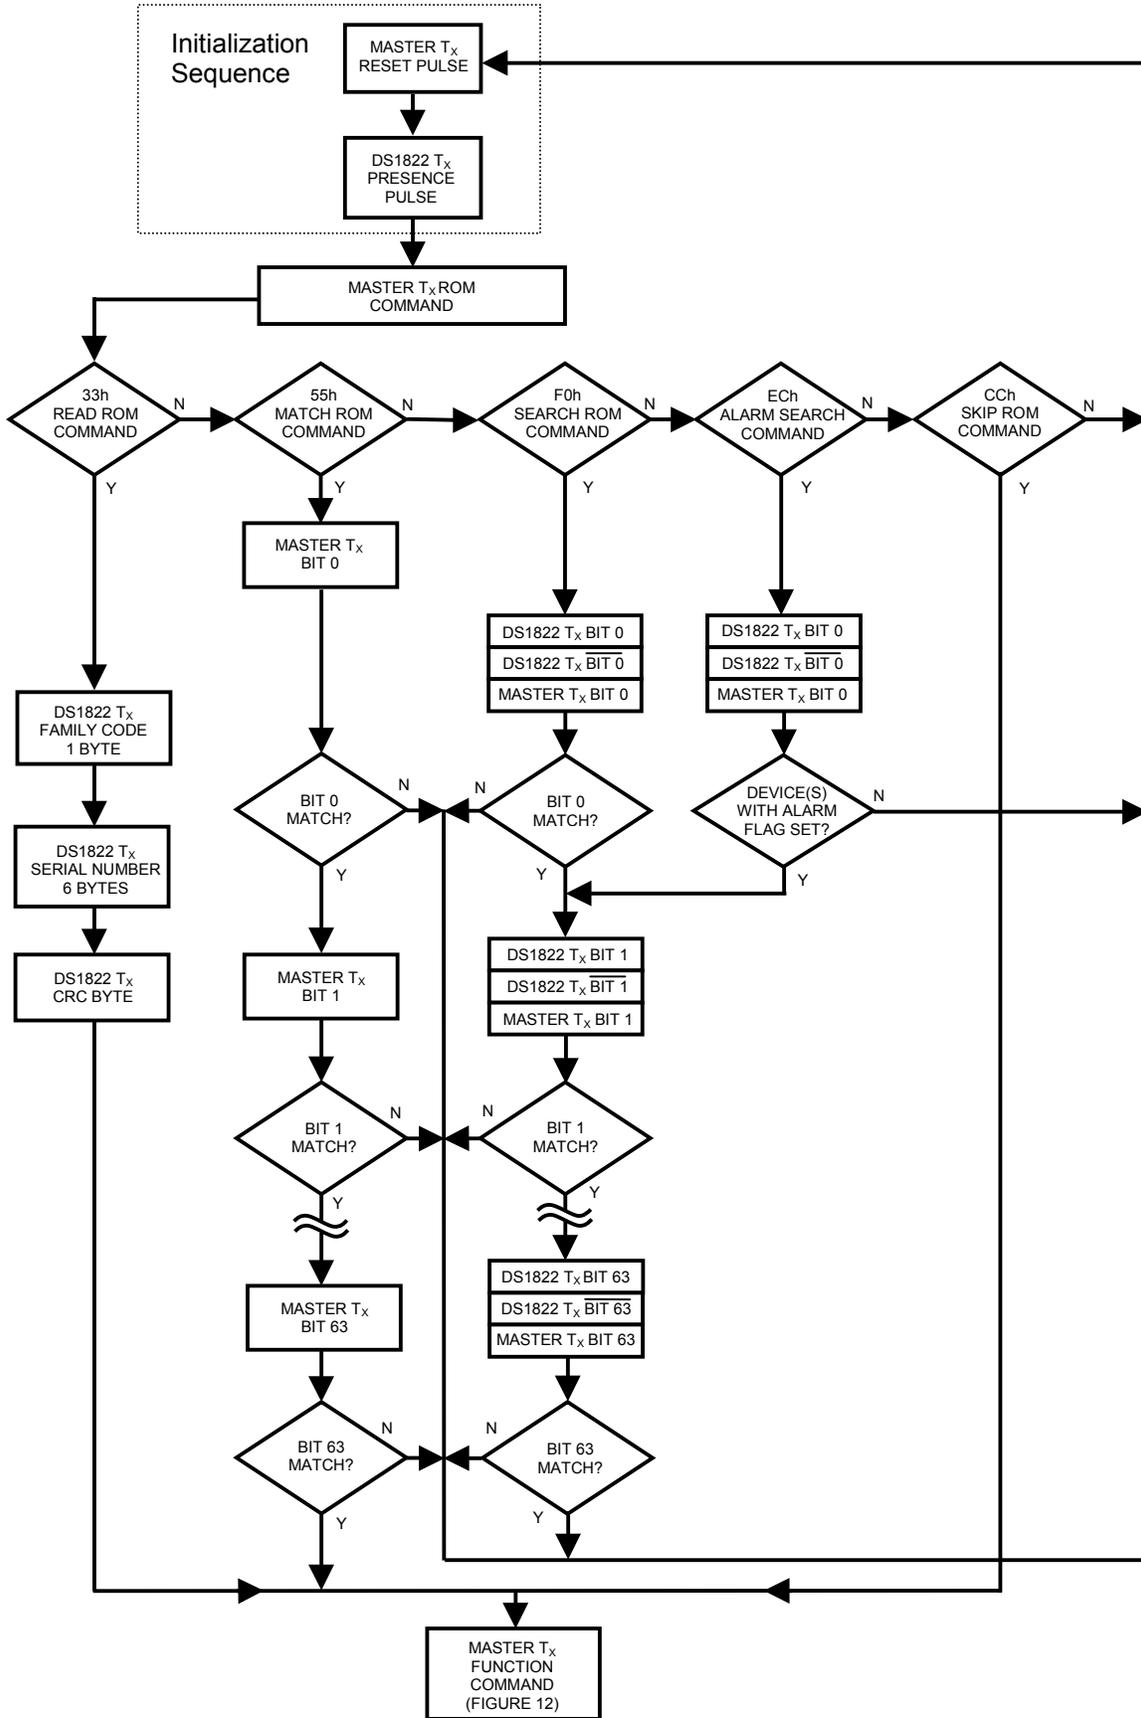 Initialization
Sequence
MASTER TX
RESET PULSE
DS1822 TX
PRESENCE
PULSE
MASTER TX ROM
COMMAND
33h
READ ROM
COMMAND
N
Y
55h
MATCH ROM
COMMAND
N
Y
F0h
SEARCH ROM
COMMAND
N
Y
ECh
ALARM SEARCH
COMMAND
N
Y
CCh
SKIP ROM
COMMAND
N
Y
MASTER TX
BIT 0
DS1822 TX BIT 0
DS1822 TX B̅I̅T̅ ̅0̅
MASTER TX BIT 0
DS1822 TX BIT 0
DS1822 TX B̅I̅T̅ ̅0̅
MASTER TX BIT 0
DS1822 TX
FAMILY CODE
1 BYTE
DS1822 TX
SERIAL NUMBER
6 BYTES
DS1822 TX
CRC BYTE
BIT 0
MATCH?
N
Y
N
BIT 0
MATCH?
Y
DEVICE(S)
WITH ALARM
FLAG SET?
N
Y
MASTER TX
BIT 1
DS1822 TX BIT 1
DS1822 TX B̅I̅T̅ ̅1̅
MASTER TX BIT 1
BIT 1
MATCH?
N
Y
N
BIT 1
MATCH?
Y
MASTER TX
BIT 63
DS1822 TX BIT 63
DS1822 TX B̅I̅T̅ ̅6̅3̅
MASTER TX BIT 63
BIT 63
MATCH?
N
Y
N
BIT 63
MATCH?
Y
MASTER TX
FUNCTION
COMMAND
(FIGURE 12)